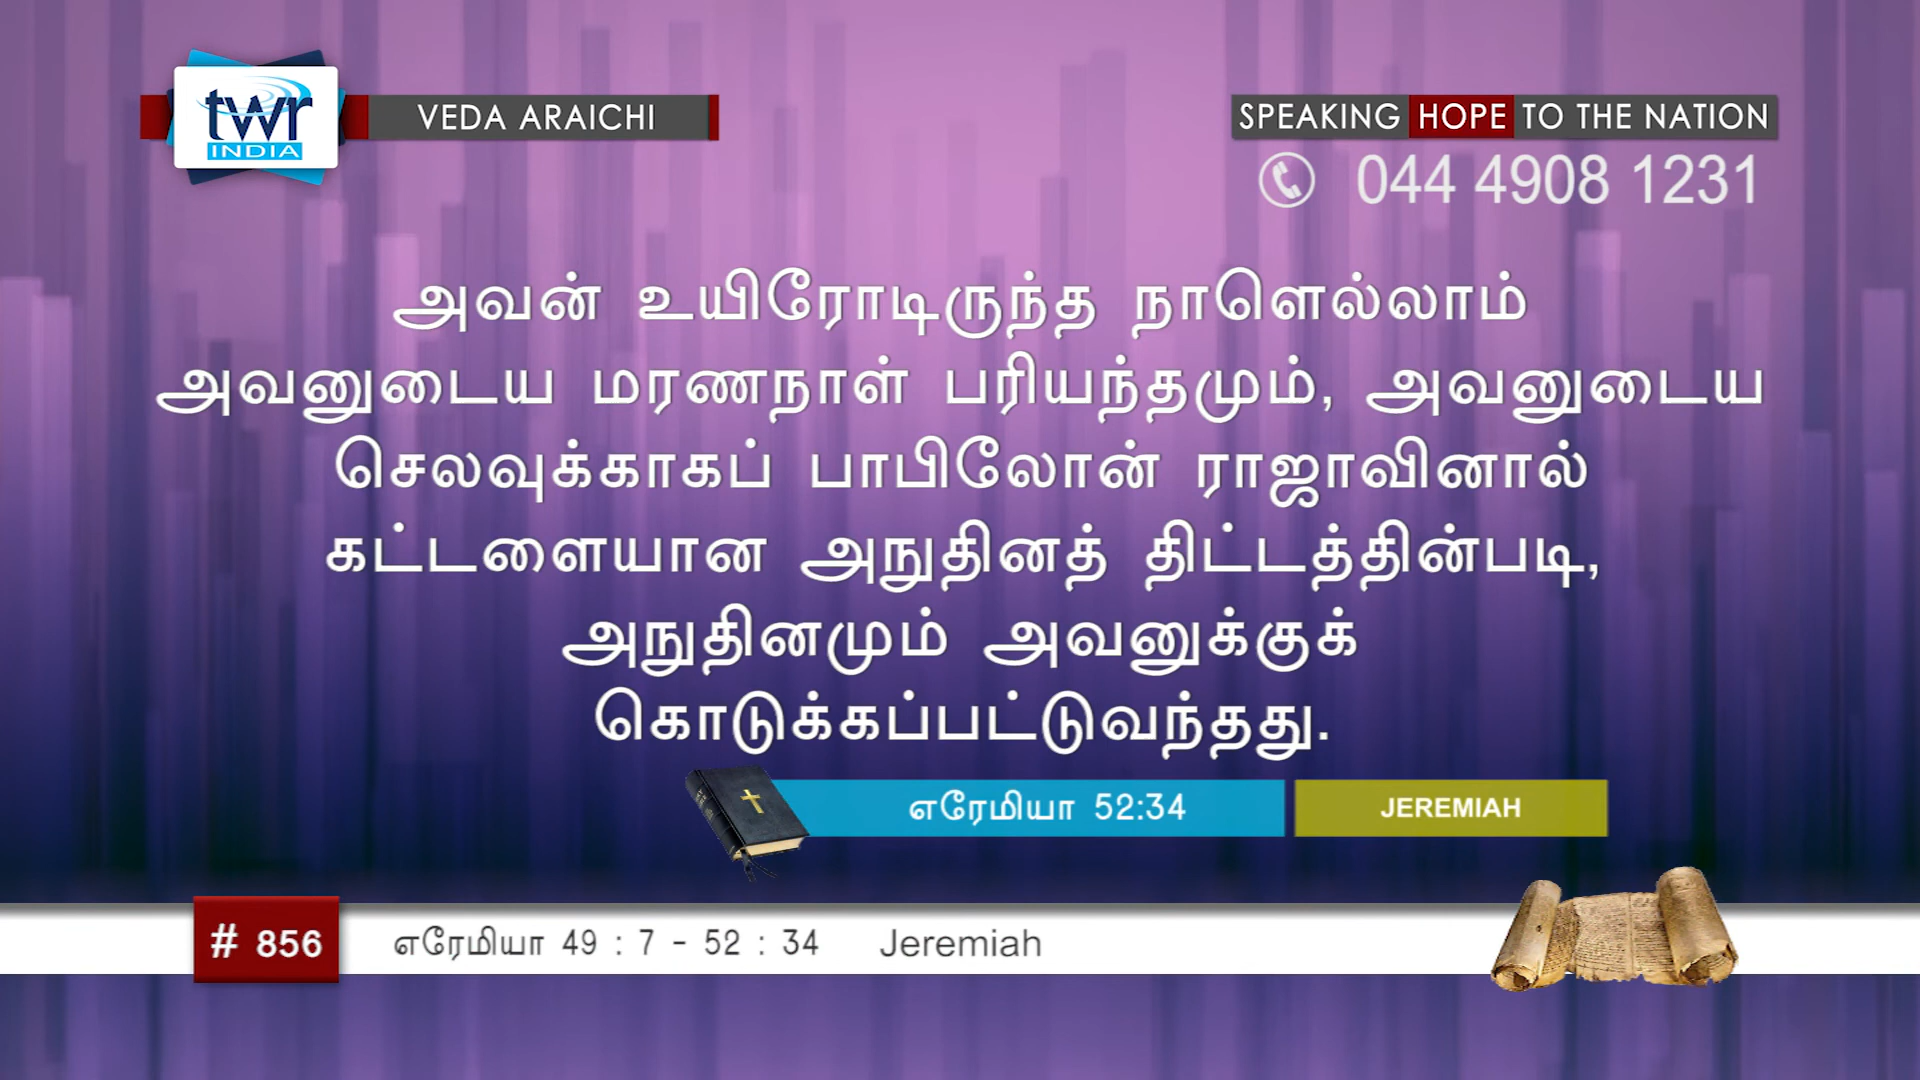 twr
INDIA
VEDA ARAICHI
SPEAKING HOPE TO THE NATION
044 4908 1231
அவன் உயிரோடிருந்த நாளெல்லாம்
அவனுடைய மரணநாள் பரியந்தமும், அவனுடைய
செலவுக்காகப் பாபிலோன் ராஜாவினால்
கட்டளையான அநுதினத் திட்டத்தின்படி,
அநுதினமும் அவனுக்குக்
கொடுக்கப்பட்டுவந்தது.
எரேமியா 52:34
JEREMIAH
# 856
எரேமியா 49 : 7 - 52 : 34 Jeremiah